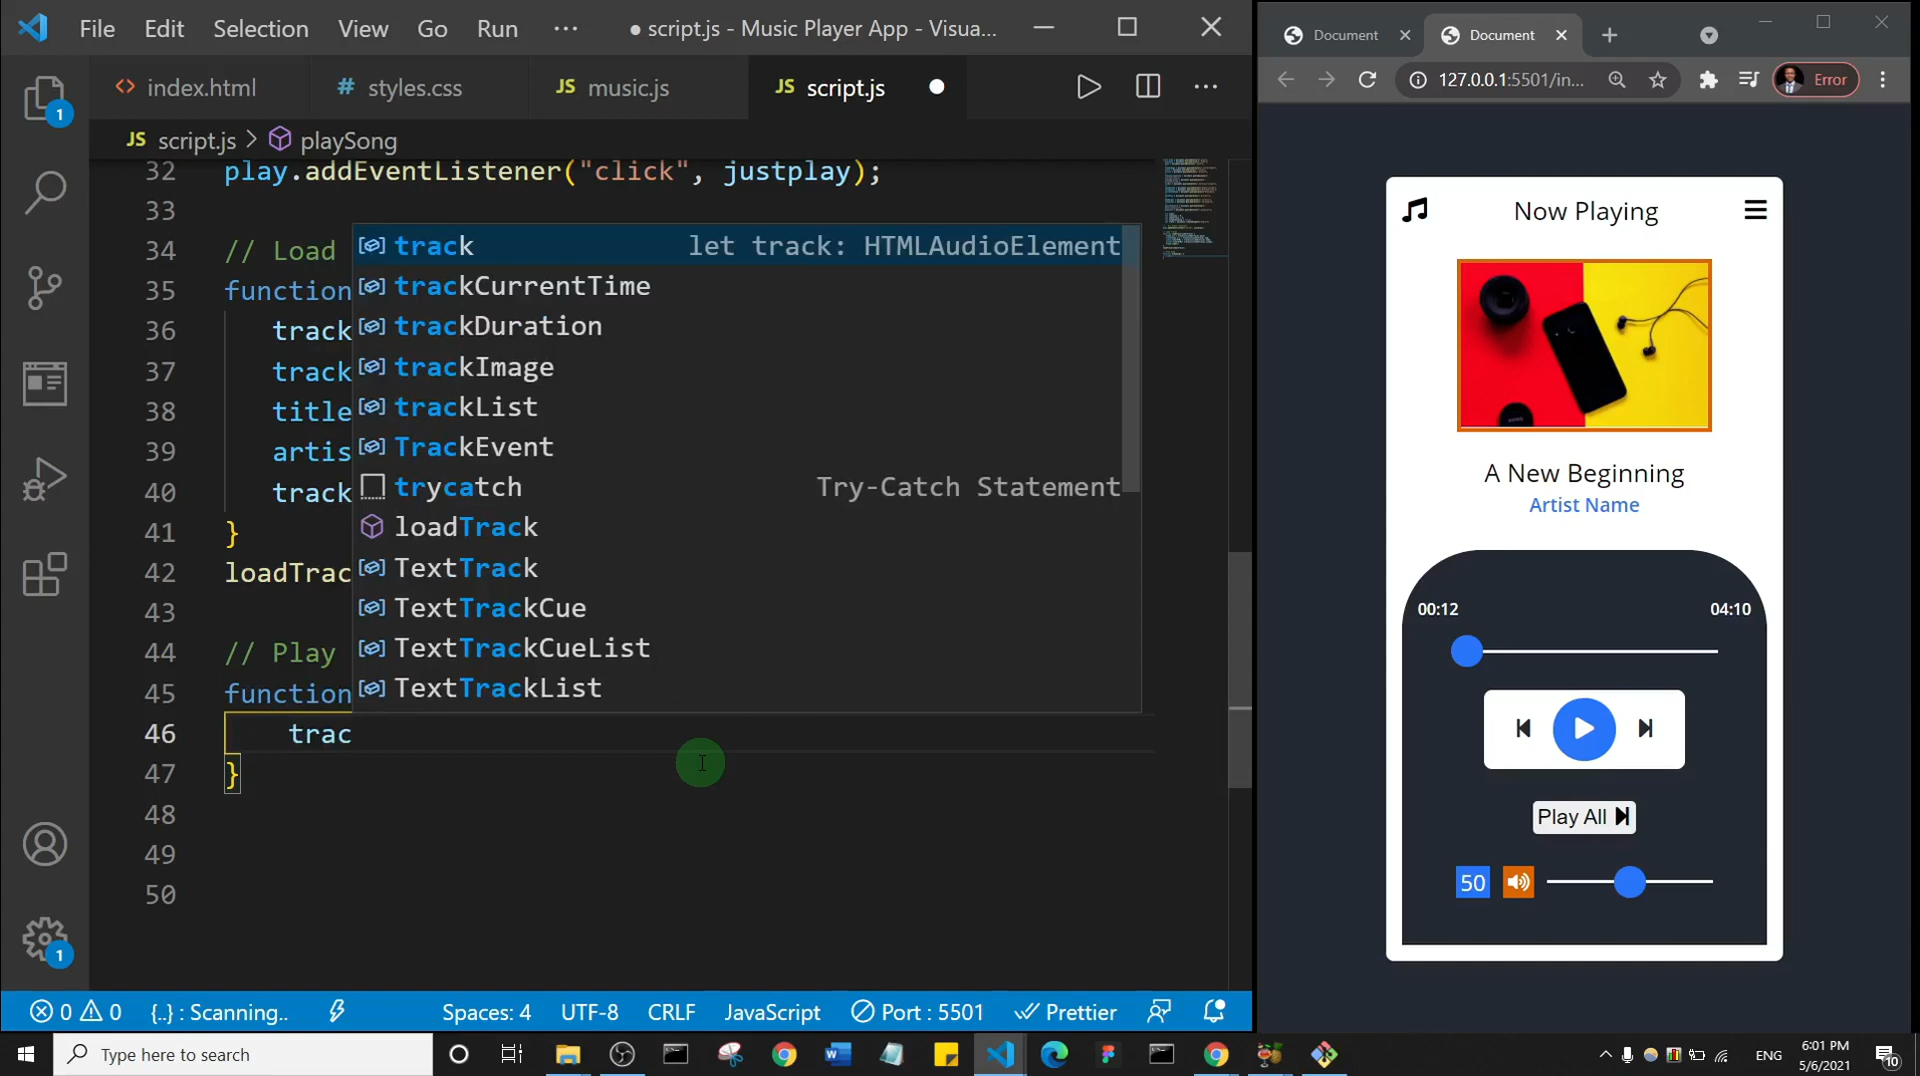 File Edit Selection View Go Run ··· ● script.js - Music Player App - Visua...
<> index.html # styles.css JS music.js JS script.js
JS script.js > playSong
32 play.addEventListener("click", justplay);
33
34 // Load
35 function
36 track
37 track
38 title
39 artis
40 track
41 }
42 loadTrac
43
44 // Play
45 function
46 trac
47 }
48
49
50
track let track: HTMLAudioElement
trackCurrentTime
trackDuration
trackImage
trackList
TrackEvent
trycatch Try-Catch Statement
loadTrack
TextTrack
TextTrackCue
TextTrackCueList
TextTrackList
1
1
0 0 {..} : Scanning.. Spaces: 4 UTF-8 CRLF JavaScript Port : 5501 Prettier
Document Document
127.0.0.1:5501/in... Error
Now Playing
A New Beginning
Artist Name
00:12 04:10
Play All
50
Type here to search
ENG
6:01 PM
5/6/2021
10